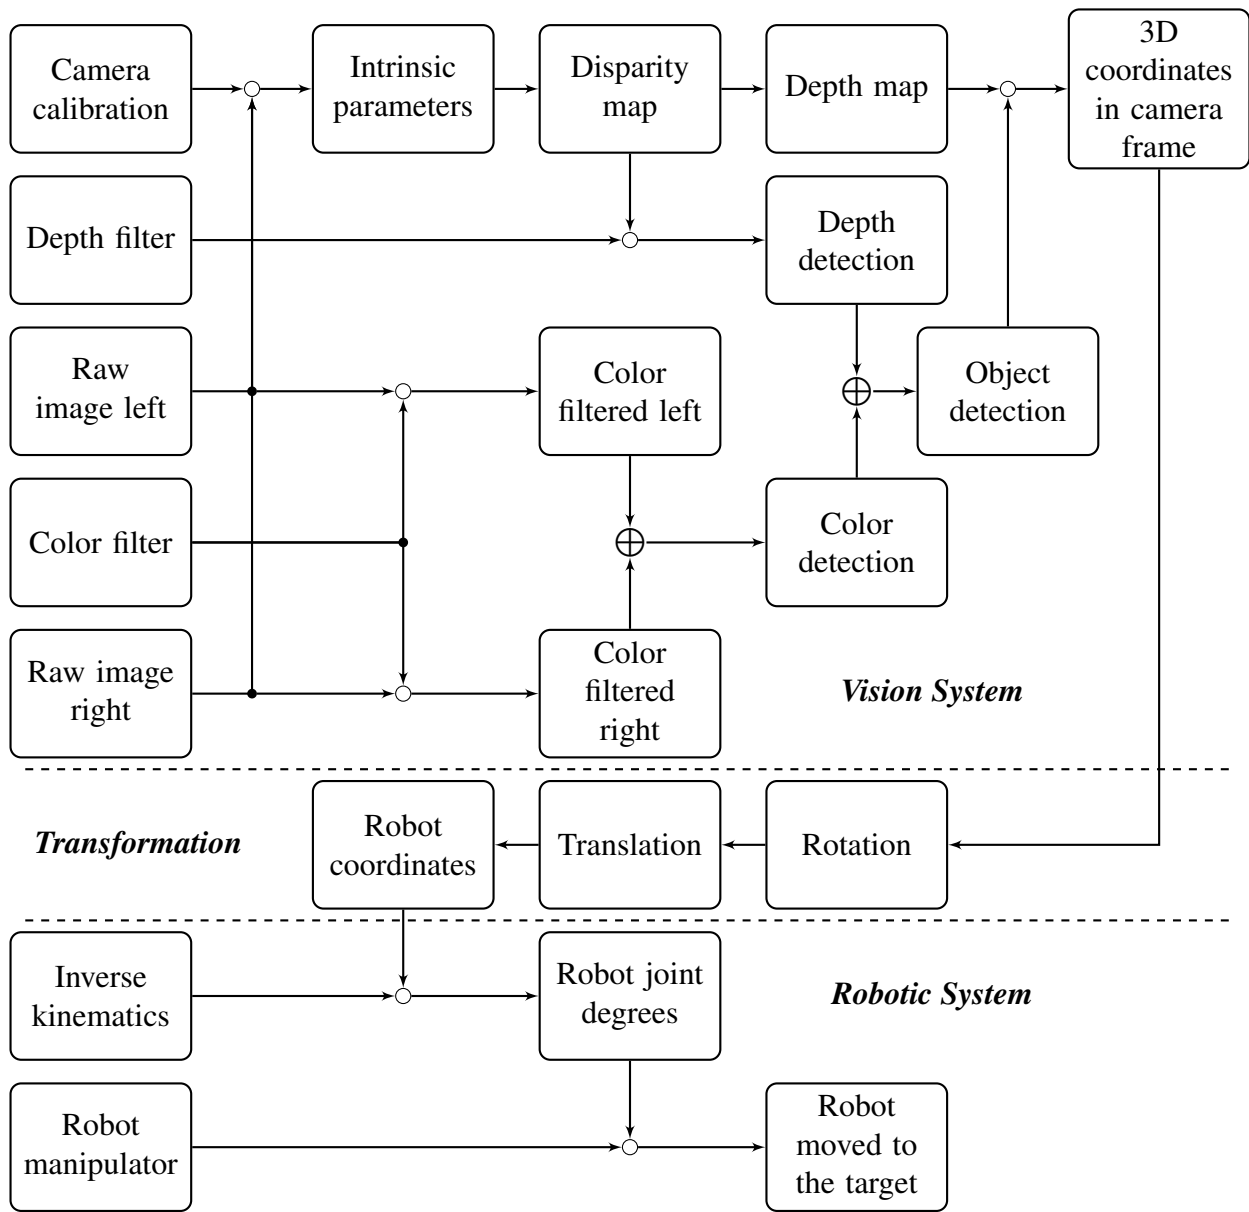 Camera
calibration
Intrinsic
parameters
Disparity
map
Depth map
3D
coordinates
in camera
frame
Depth filter
Depth
detection
Raw
image left
Color
filtered left
Object
detection
Color filter
Color
detection
Raw image
right
Color
filtered
right
Vision System
Transformation
Robot
coordinates
Translation
Rotation
Inverse
kinematics
Robot joint
degrees
Robotic System
Robot
manipulator
Robot
moved to
the target